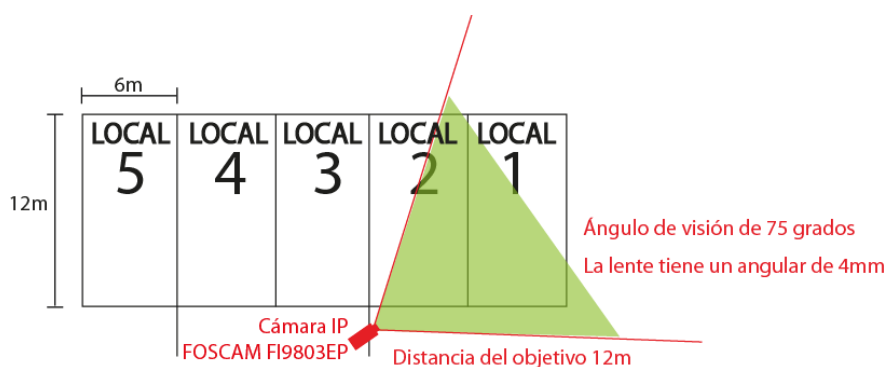 6m
LOCAL LOCAL LOCAL LOCAL LOCAL
5 4 3 2 1
12m
Ángulo de visión de 75 grados
La lente tiene un angular de 4mm
Cámara IP
FOSCAM FI9803EP
Distancia del objetivo 12m